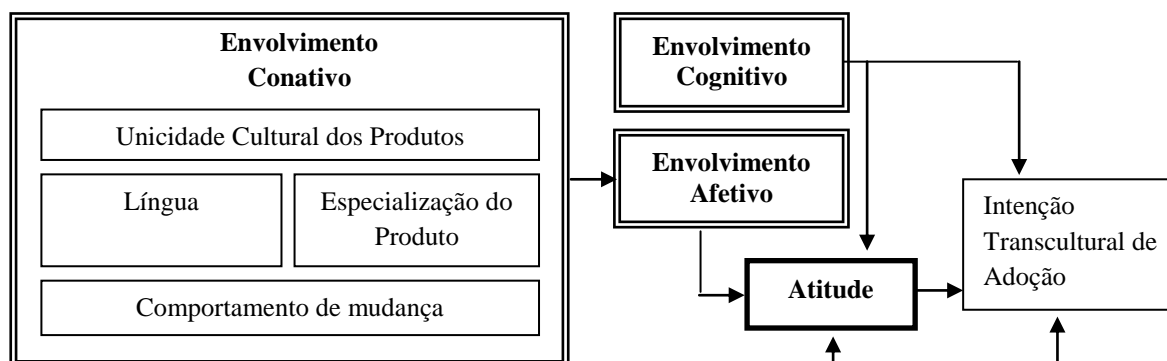 Envolvimento
Conativo
Unicidade Cultural dos Produtos
Língua
Especialização do
Produto
Comportamento de mudança
Envolvimento
Cognitivo
Envolvimento
Afetivo
Atitude
Intenção
Transcultural de
Adoção